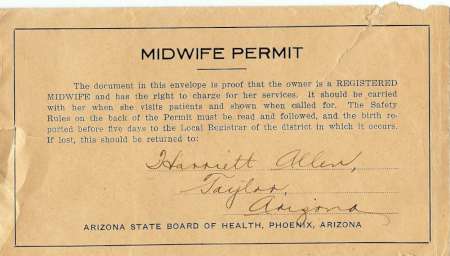 MIDWIFE PERMIT
The document in this envelope is proof that the owner is a REGISTERED
MIDWIFE and has the right to charge for her services. It should be carried
with her when she visits patients and shown when called for. The Safety
Rules on the back of the Permit must be read and followed, and the birth re-
ported before five days to the Local Registrar of the district in which it occurs.
If lost, this should be returned to:
Harriett Allen,
Taylor,
Arizona
ARIZONA STATE BOARD OF HEALTH, PHOENIX, ARIZONA